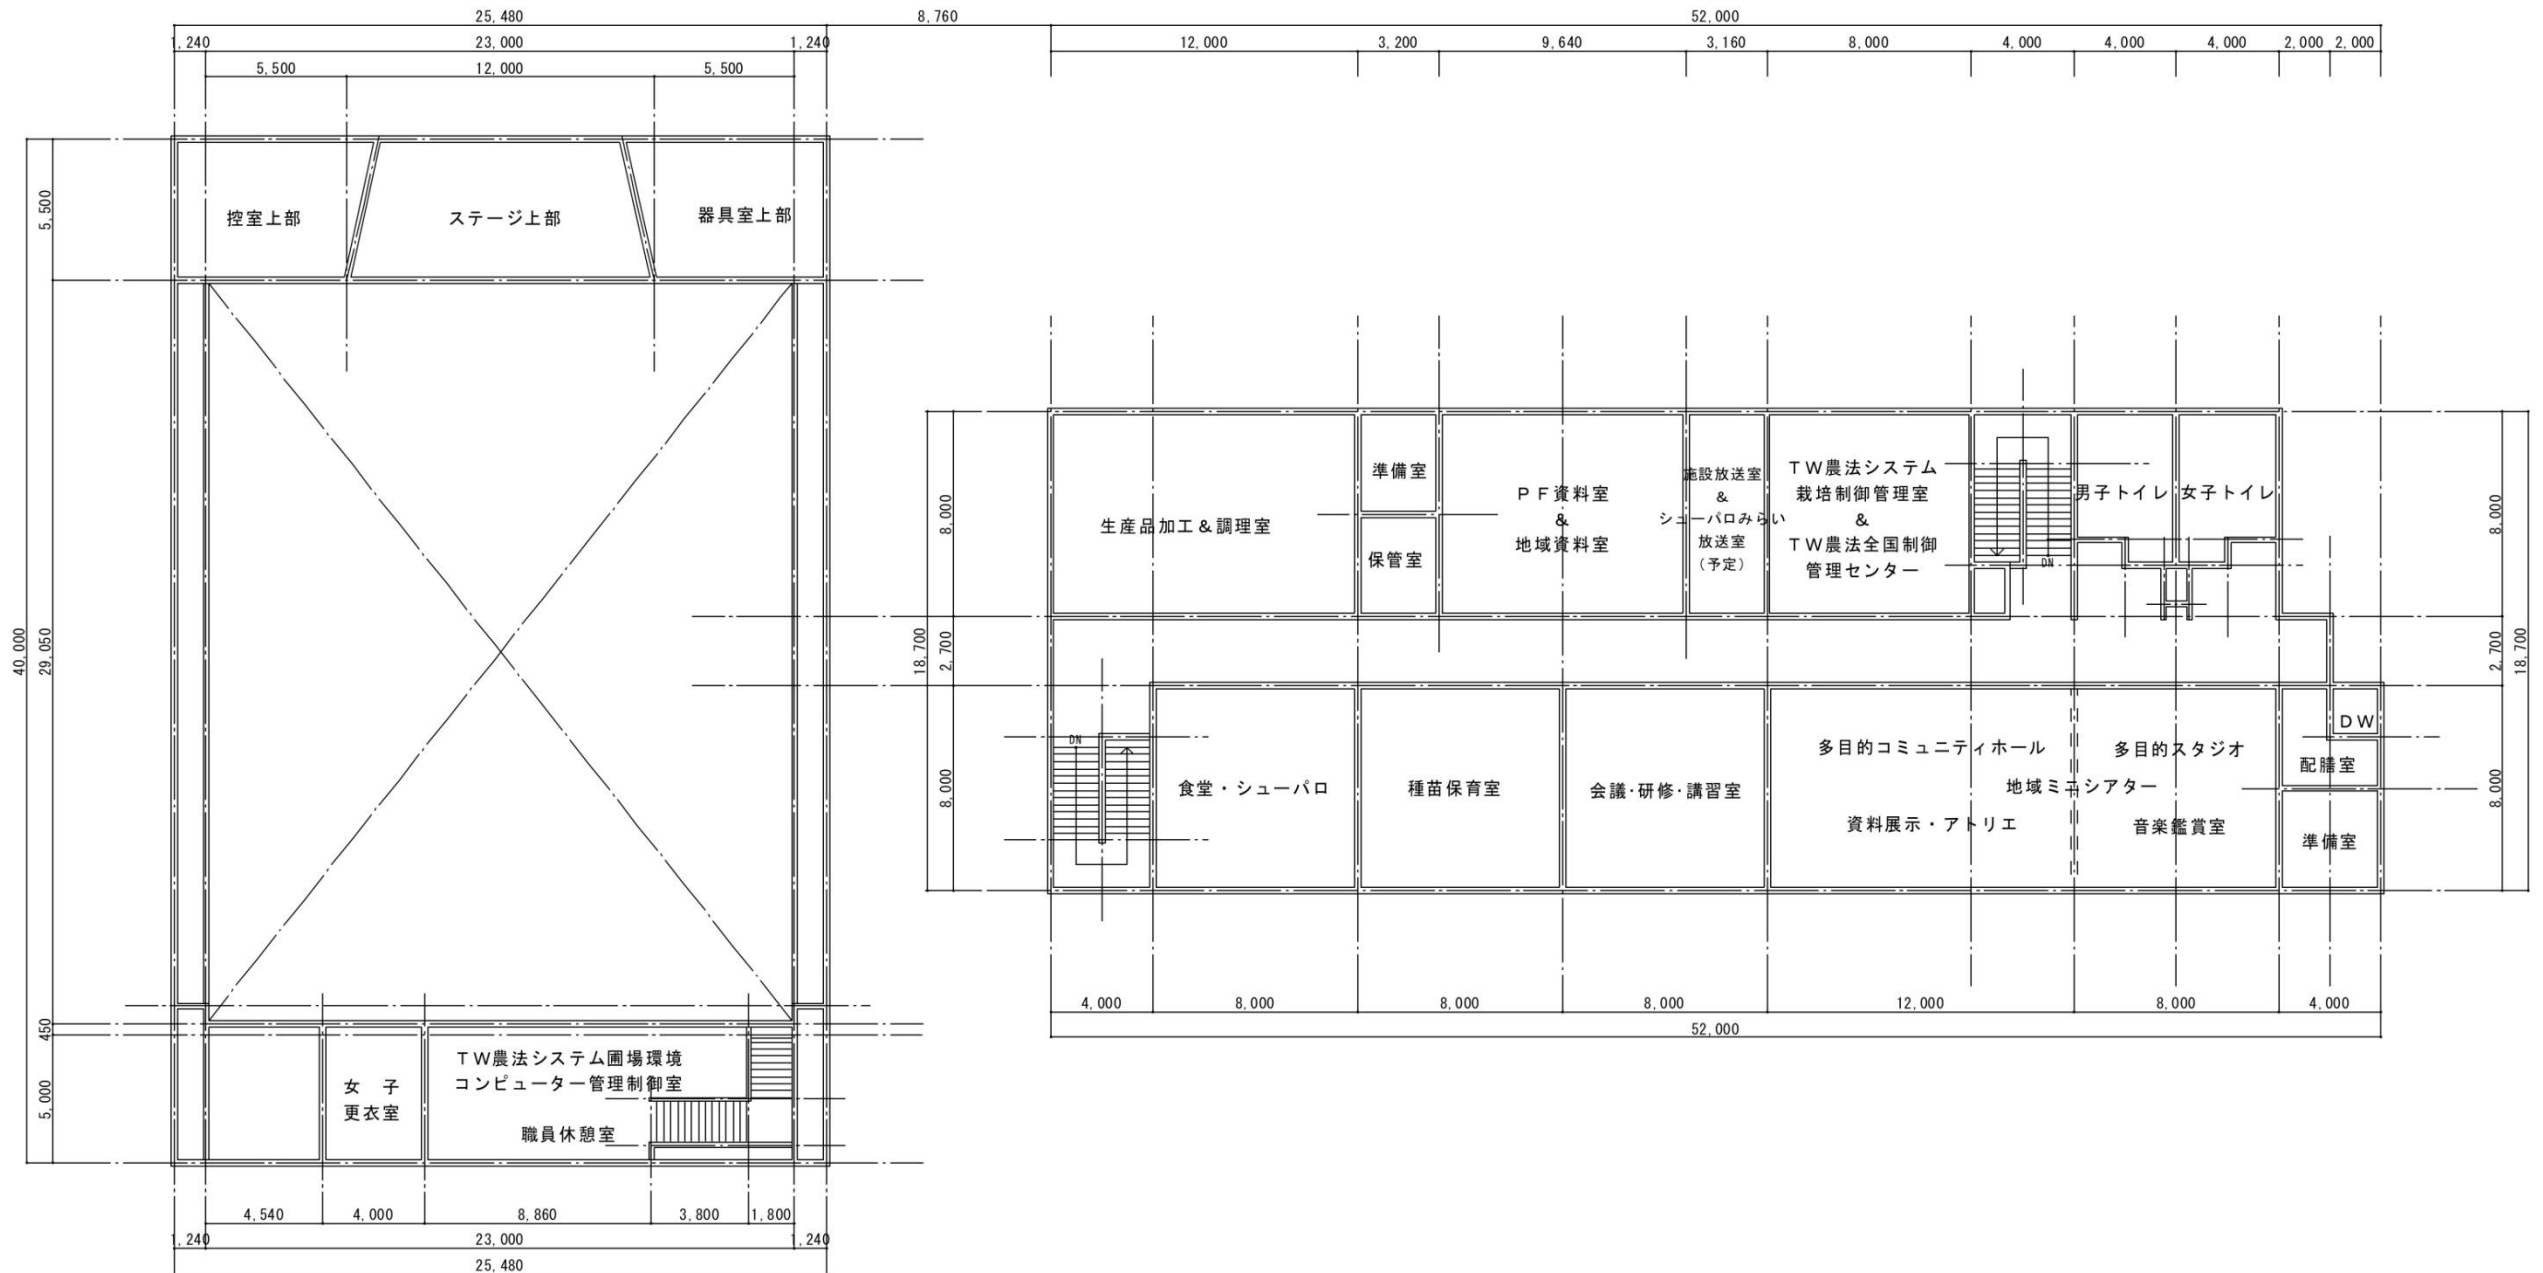 25,480
8,760
52,000
1,240
23,000
1,240
12,000
3,200
9,640
3,160
8,000
4,000
4,000
4,000
2,000
2,000
5,500
12,000
5,500
控室上部
ステージ上部
器具室上部
5,500
29,050
40,000
450
5,000
18,700
8,000
2,700
8,000
生産品加工&調理室
準備室
保管室
PF資料室
&
地域資料室
施設放送室
&
シューパロみらい
放送室
(予定)
TW農法システム
栽培制御管理室
&
TW農法全国制御
管理センター
DN
男子トイレ
女子トイレ
8,000
2,700
18,700
8,000
DN
食堂・シューパロ
種苗保育室
会議・研修・講習室
多目的コミュニティホール
多目的スタジオ
地域ミニシアター
資料展示・アトリエ
音楽鑑賞室
DW
配膳室
準備室
4,000
8,000
8,000
8,000
12,000
8,000
4,000
52,000
女 子
更衣室
TW農法システム圃場環境
コンピューター管理制御室
職員休憩室
4,540
4,000
8,860
3,800
1,800
1,240
23,000
1,240
25,480